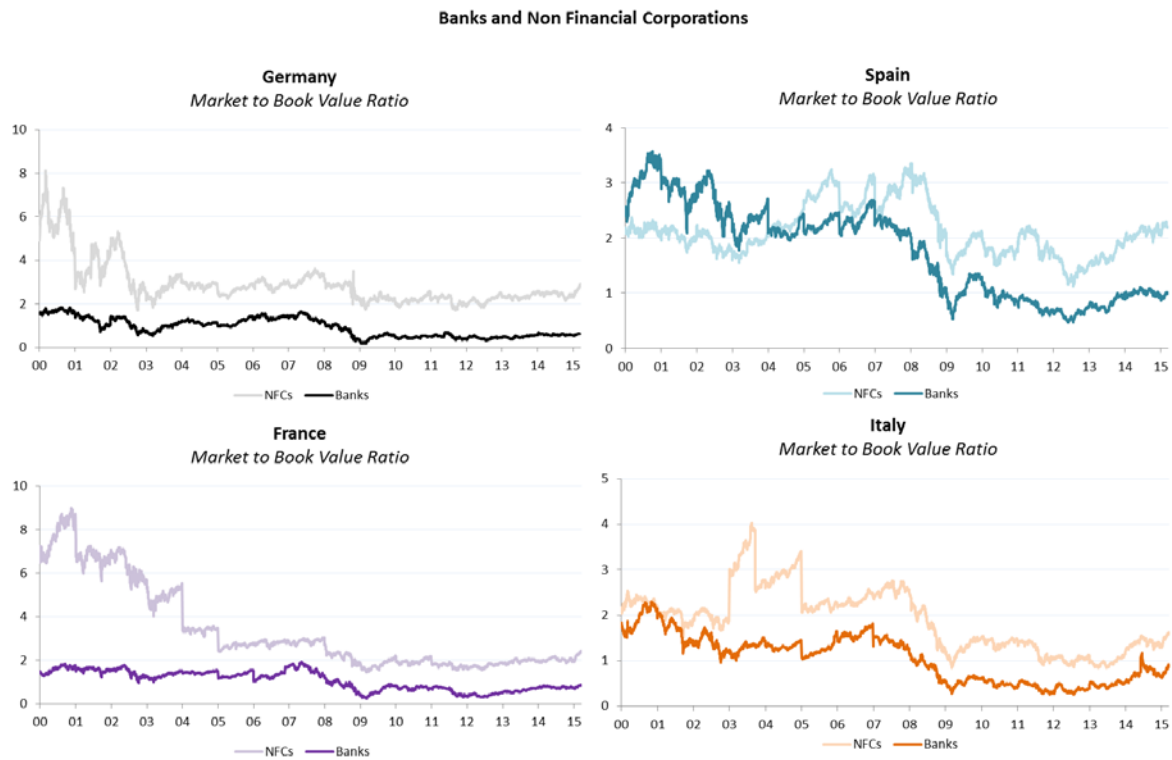 Banks and Non Financial Corporations
Germany
Market to Book Value Ratio
10
8
6
4
2
0
00 01 02 03 04 05 06 07 08 09 10 11 12 13 14 15
NFCs Banks
Spain
Market to Book Value Ratio
4
3
2
1
0
00 01 02 03 04 05 06 07 08 09 10 11 12 13 14 15
NFCs Banks
France
Market to Book Value Ratio
10
8
6
4
2
0
00 01 02 03 04 05 06 07 08 09 10 11 12 13 14 15
NFCs Banks
Italy
Market to Book Value Ratio
5
4
3
2
1
0
00 01 02 03 04 05 06 07 08 09 10 11 12 13 14 15
NFCs Banks